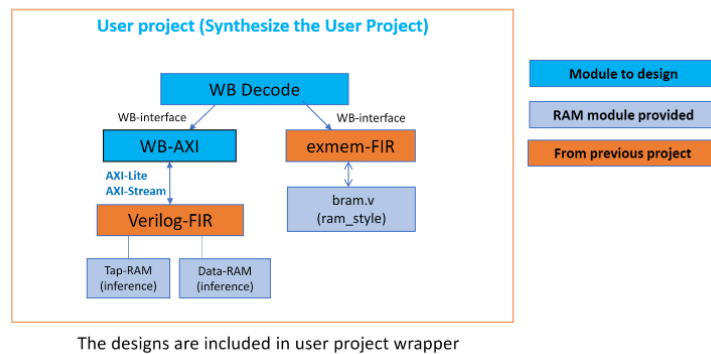 User project (Synthesize the User Project)
WB Decode
WB-interface
WB-interface
WB-AXI
exmem-FIR
AXI-Lite
AXI-Stream
bram.v
(ram_style)
Verilog-FIR
Tap-RAM
(inference)
Data-RAM
(inference)
Module to design
RAM module provided
From previous project
The designs are included in user project wrapper